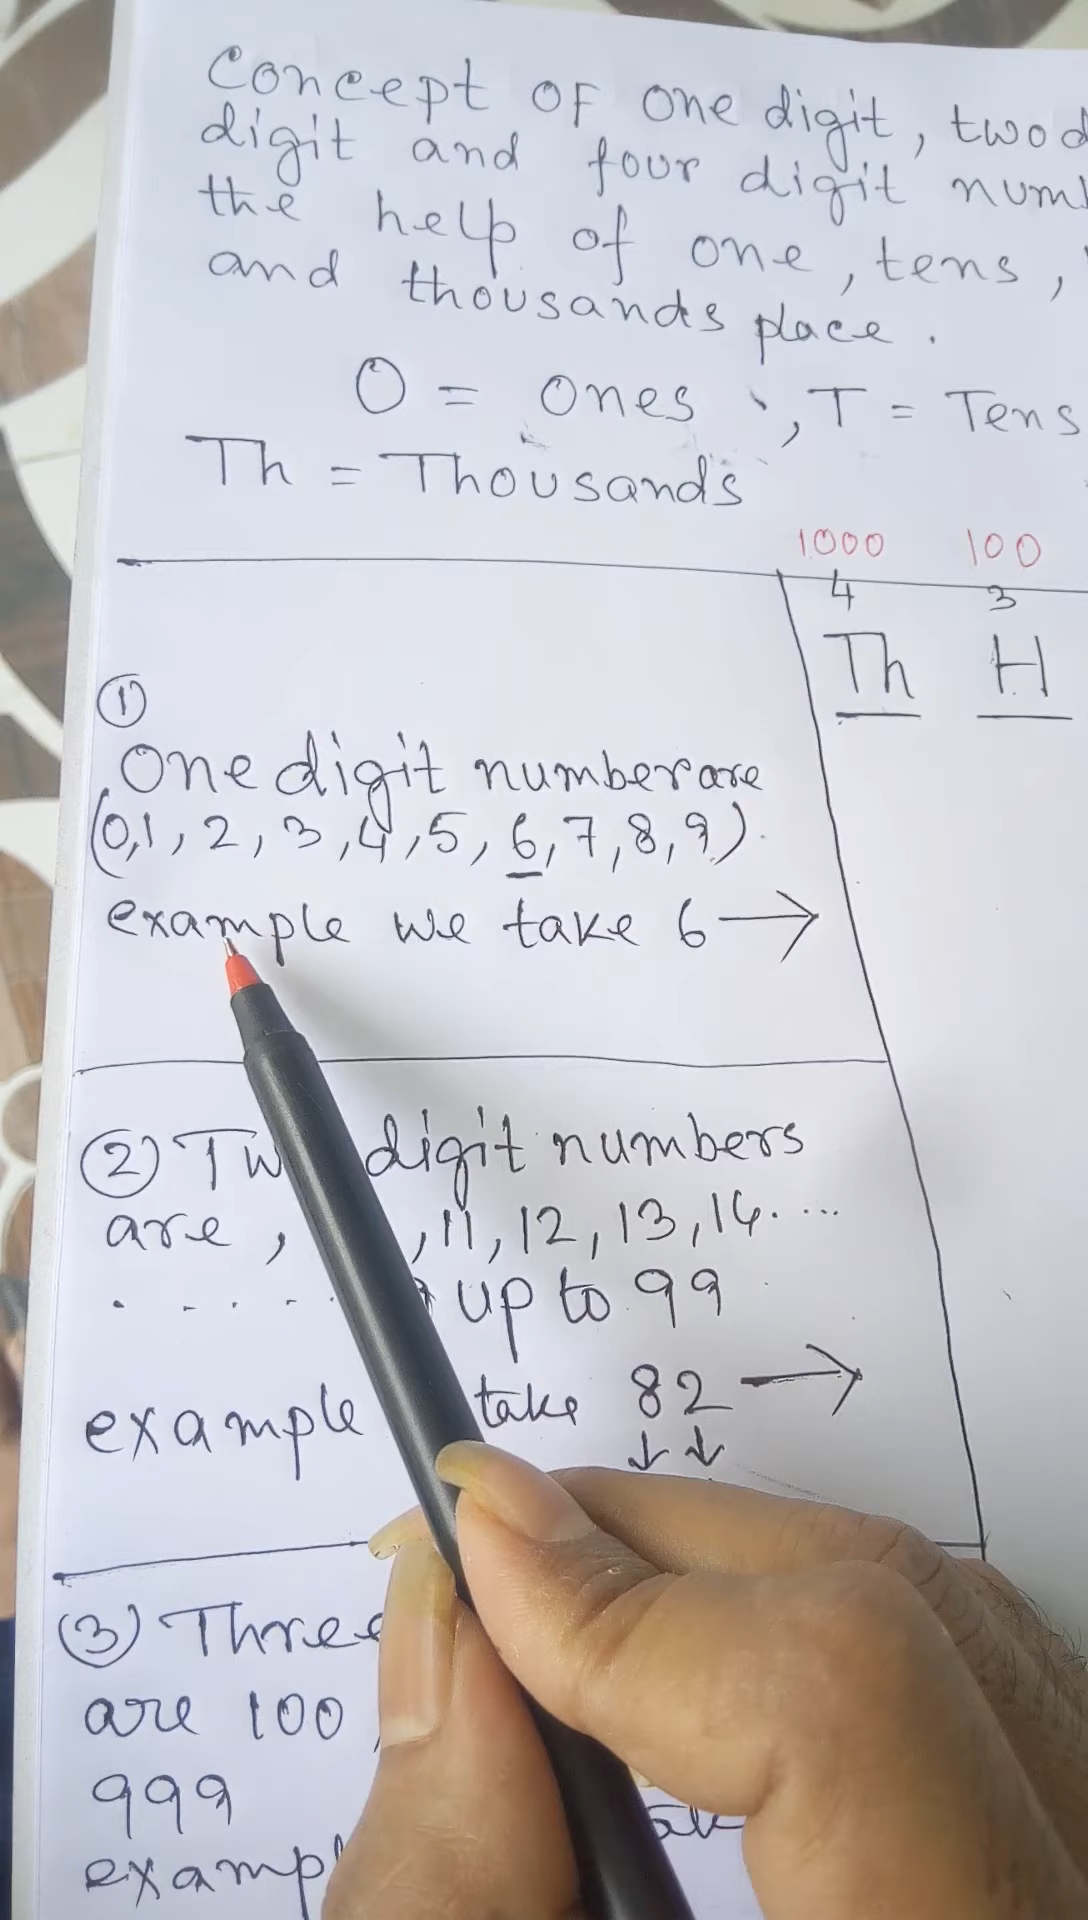 Concept OF one digit, two d
digit and four digit num
the help of one, tens,
and thousands place.
O = Ones , T = Tens
Th = Thousands
1000 100
4 3
Th H
①
One digit number are
(0,1, 2, 3, 4, 5, 6, 7, 8, 9).
example we take 6 →
② Tw digit numbers
are , , 11, 12, 13, 14. ...
. . . . . up to 99
example take 82 →
↓ ↓
③ Three
are 100
999
exampl